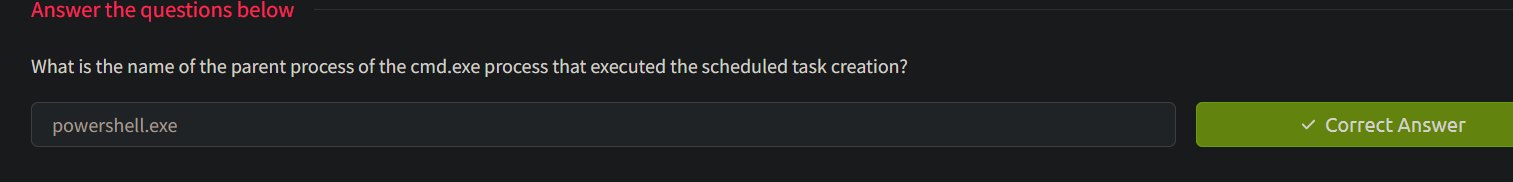 Answer the questions below
What is the name of the parent process of the cmd.exe process that executed the scheduled task creation?
powershell.exe
✓ Correct Answer